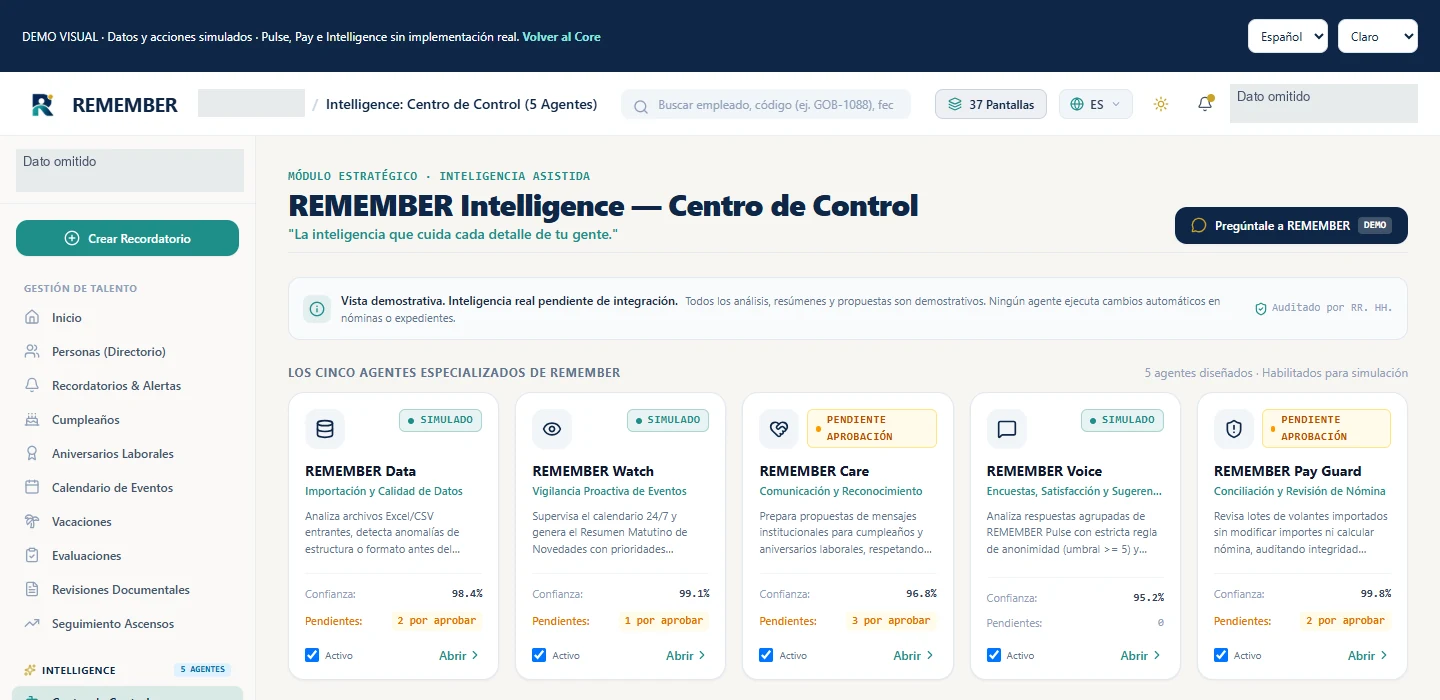 DEMO VISUAL · Datos y acciones simulados · Pulse, Pay e Intelligence sin implementación real. Volver al Core
Español
Claro
REMEMBER
/ Intelligence: Centro de Control (5 Agentes)
Buscar empleado, código (ej. GOB-1088), fec
37 Pantallas
ES
Dato omitido
Dato omitido
Crear Recordatorio
GESTIÓN DE TALENTO
Inicio
Personas (Directorio)
Recordatorios & Alertas
Cumpleaños
Aniversarios Laborales
Calendario de Eventos
Vacaciones
Evaluaciones
Revisiones Documentales
Seguimiento Ascensos
INTELLIGENCE
5 AGENTES
MÓDULO ESTRATÉGICO · INTELIGENCIA ASISTIDA
REMEMBER Intelligence — Centro de Control
"La inteligencia que cuida cada detalle de tu gente."
Pregúntale a REMEMBER DEMO
Vista demostrativa. Inteligencia real pendiente de integración. Todos los análisis, resúmenes y propuestas son demostrativos. Ningún agente ejecuta cambios automáticos en
nóminas o expedientes.
Auditado por RR. HH.
LOS CINCO AGENTES ESPECIALIZADOS DE REMEMBER
5 agentes diseñados · Habilitados para simulación
SIMULADO
REMEMBER Data
Importación y Calidad de Datos
Analiza archivos Excel/CSV
entrantes, detecta anomalías de
estructura o formato antes del...
Confianza: 98.4%
Pendientes: 2 por aprobar
Activo
Abrir
SIMULADO
REMEMBER Watch
Vigilancia Proactiva de Eventos
Supervisa el calendario 24/7 y
genera el Resumen Matutino de
Novedades con prioridades...
Confianza: 99.1%
Pendientes: 1 por aprobar
Activo
Abrir
PENDIENTE
APROBACIÓN
REMEMBER Care
Comunicación y Reconocimiento
Prepara propuestas de mensajes
institucionales para cumpleaños y
aniversarios laborales, respetando...
Confianza: 96.8%
Pendientes: 3 por aprobar
Activo
Abrir
SIMULADO
REMEMBER Voice
Encuestas, Satisfacción y Sugeren...
Analiza respuestas agrupadas de
REMEMBER Pulse con estricta regla
de anonimidad (umbral >= 5) y...
Confianza: 95.2%
Pendientes: 0
Activo
Abrir
PENDIENTE
APROBACIÓN
REMEMBER Pay Guard
Conciliación y Revisión de Nómina
Revisa lotes de volantes importados
sin modificar importes ni calcular
nómina, auditando integridad...
Confianza: 99.8%
Pendientes: 2 por aprobar
Activo
Abrir